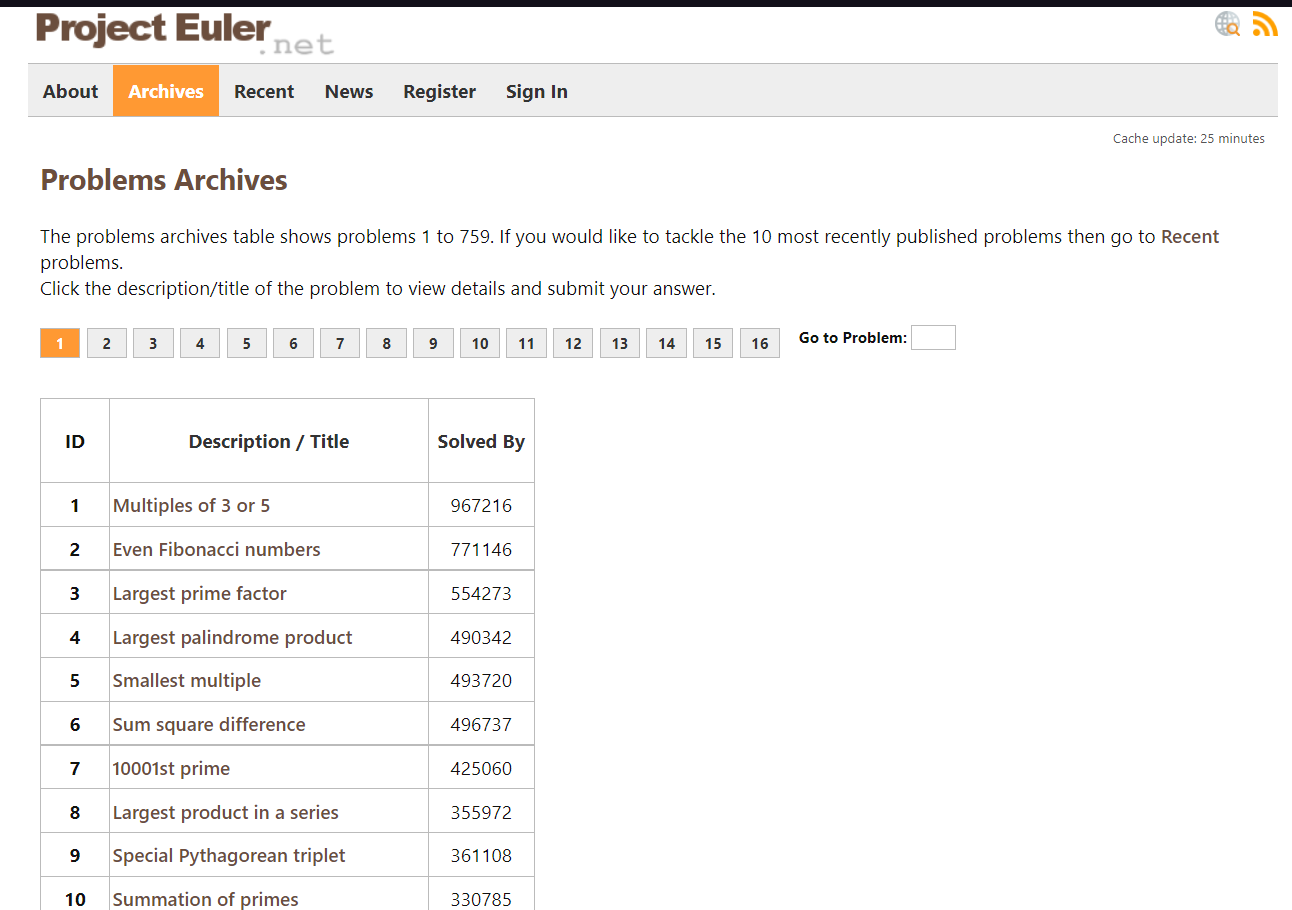 Project Euler.net
About Archives Recent News Register Sign In
Cache update: 25 minutes
Problems Archives
The problems archives table shows problems 1 to 759. If you would like to tackle the 10 most recently published problems then go to Recent
problems.
Click the description/title of the problem to view details and submit your answer.
1 2 3 4 5 6 7 8 9 10 11 12 13 14 15 16 Go to Problem:
ID Description / Title Solved By
1 Multiples of 3 or 5 967216
2 Even Fibonacci numbers 771146
3 Largest prime factor 554273
4 Largest palindrome product 490342
5 Smallest multiple 493720
6 Sum square difference 496737
7 10001st prime 425060
8 Largest product in a series 355972
9 Special Pythagorean triplet 361108
10 Summation of primes 330785